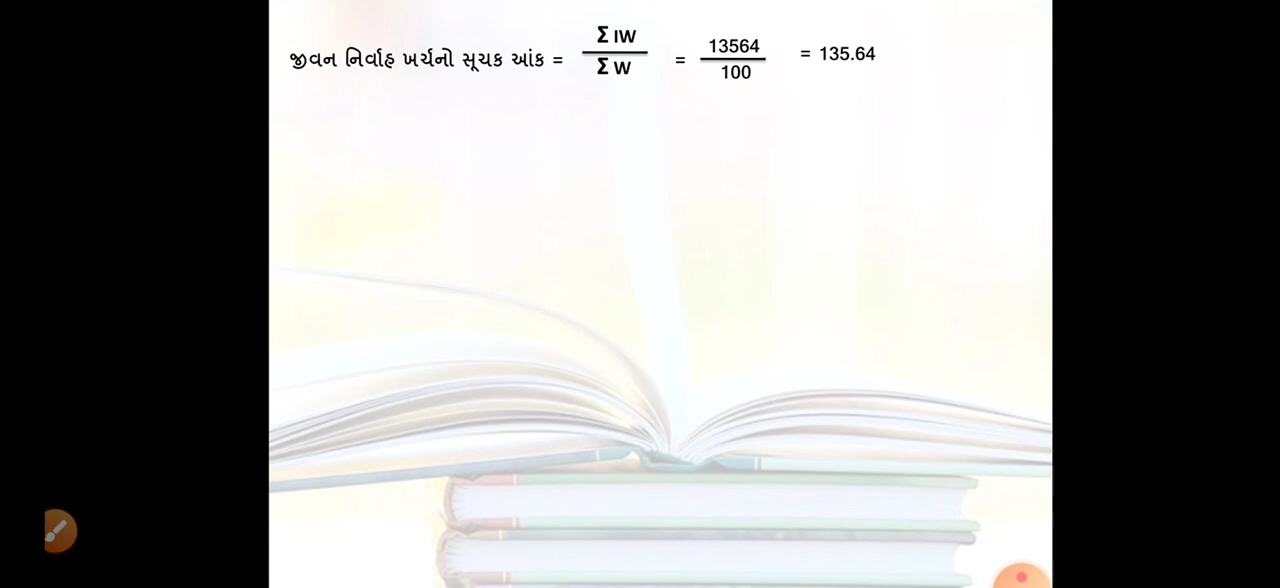 જીવન નિર્વાહ ખર્ચનો સૂચક આંક = Σ IW / Σ W = 13564 / 100 = 135.64